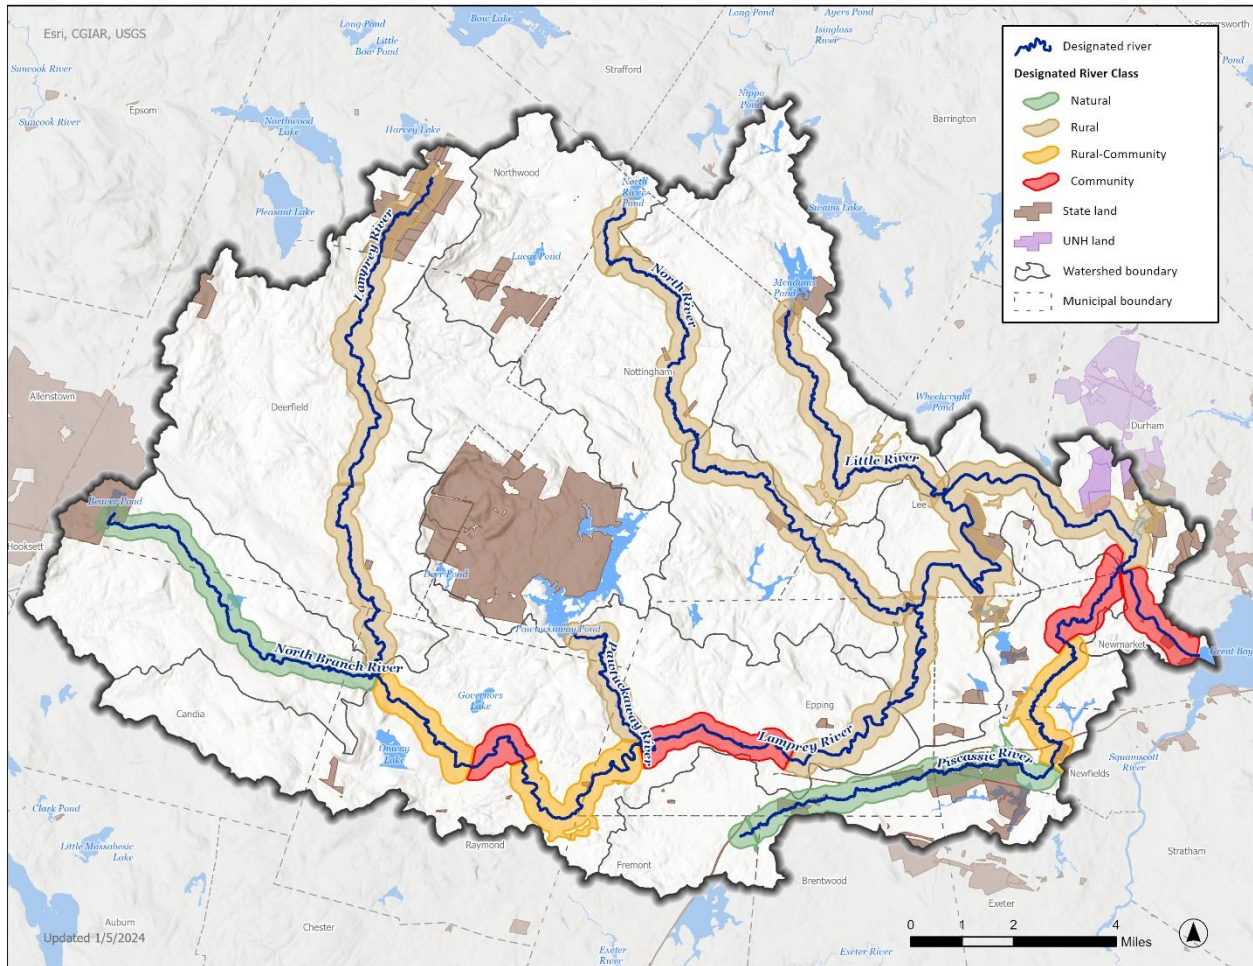 Esri, CGIAR, USGS
Long Pond
Little Bow Pond
Bow Lake
Long Pond
Ayers Pond
Isinglass River
Somersworth
Strafford
Suncook River
Suncook River
Epsom
Northwood Lake
Harvey Lake
Nippo Pond
Barrington
Designated river
Designated River Class
Natural
Rural
Rural-Community
Community
State land
UNH land
Watershed boundary
Municipal boundary
Northwood
North River Pond
Pleasant Lake
Swains Lake
Lamprey River
Lucas Pond
North River
Mendums Pond
Nottingham
Allenstown
Deerfield
Wheelwright Pond
Durham
Little River
Lee
Beaver Pond
Hooksett
Deer Pond
Pawtuckaway Pond
Pawtuckaway River
North Branch River
Newmarket
Great Bay
Governors Lake
Candia
Onway Lake
Epping
Lamprey River
Piscassic River
Newfields
Squamscott River
Clark Pond
Little Massabesic Lake
Raymond
Fremont
Brentwood
Stratham
Exeter
Auburn
Chester
Exeter River
Exeter River
Updated 1/5/2024
0 1 2 4
Miles